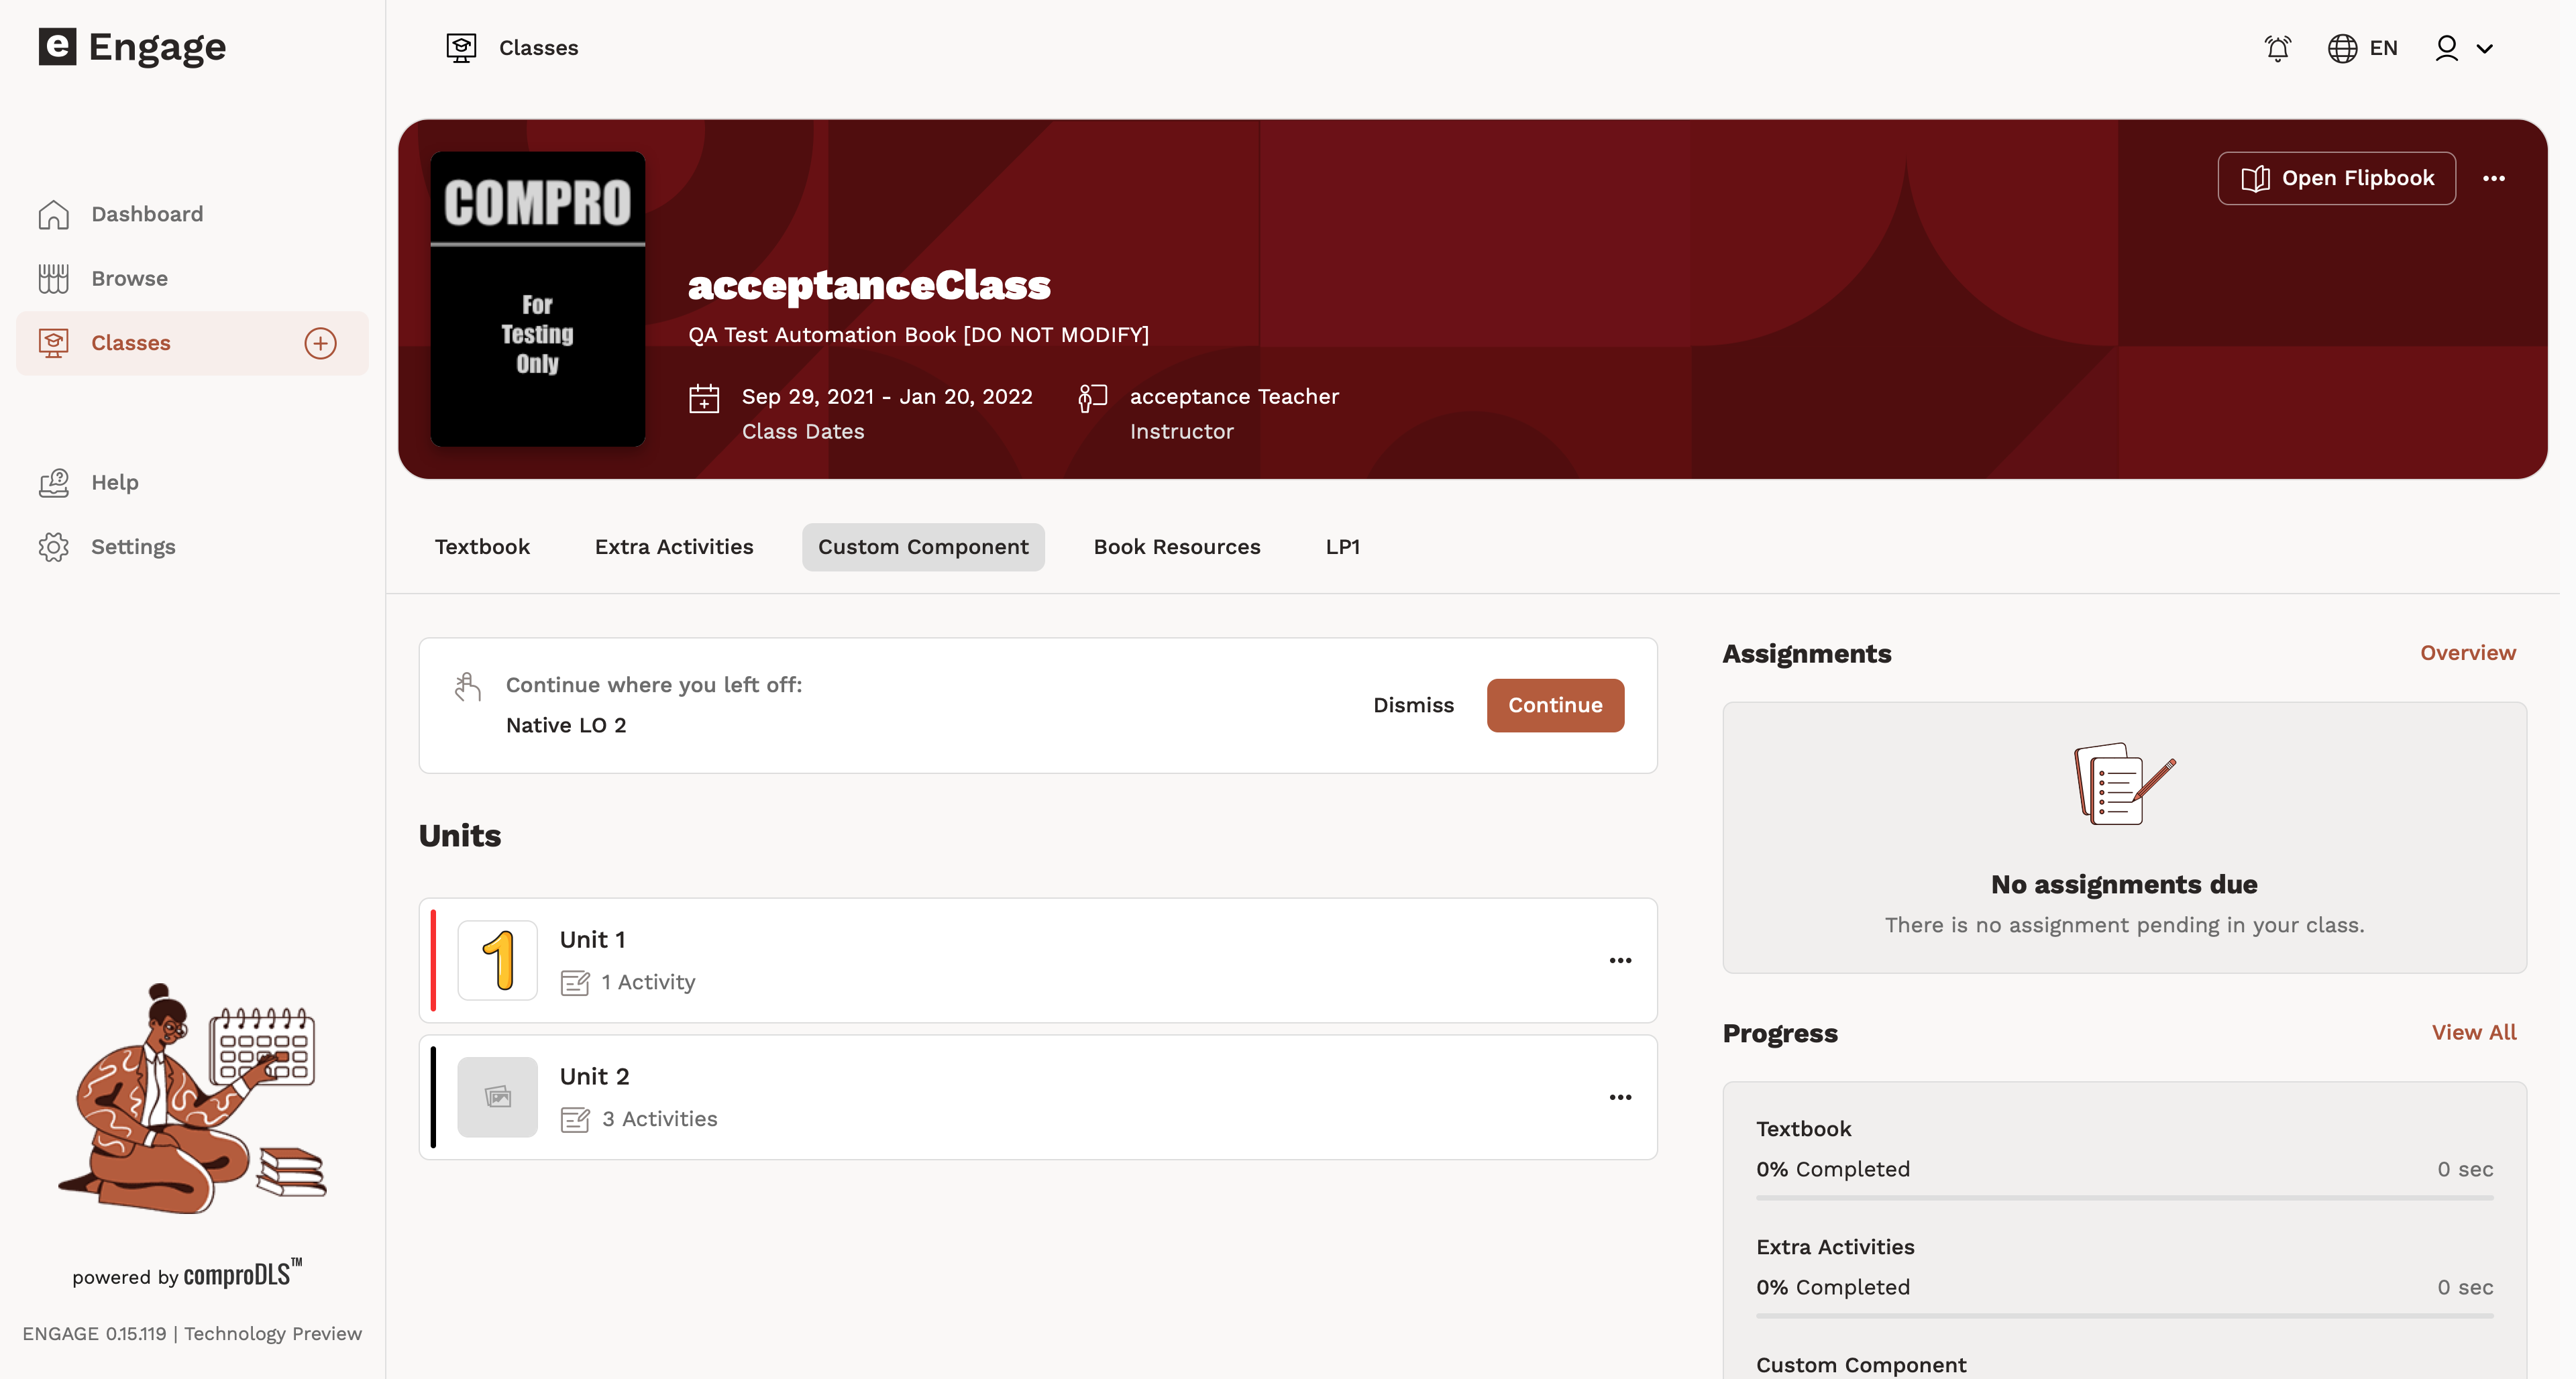 e Engage
Classes
EN
Dashboard
Browse
Classes
Help
Settings
COMPRO
For
Testing
Only
Open Flipbook
acceptanceClass
QA Test Automation Book [DO NOT MODIFY]
Sep 29, 2021 - Jan 20, 2022
Class Dates
acceptance Teacher
Instructor
Textbook
Extra Activities
Custom Component
Book Resources
LP1
Continue where you left off:
Native LO 2
Dismiss
Continue
Units
1
Unit 1
1 Activity
Unit 2
3 Activities
Assignments
Overview
No assignments due
There is no assignment pending in your class.
Progress
View All
Textbook
0% Completed
0 sec
Extra Activities
0% Completed
0 sec
Custom Component
powered by comproDLS™
ENGAGE 0.15.119 | Technology Preview